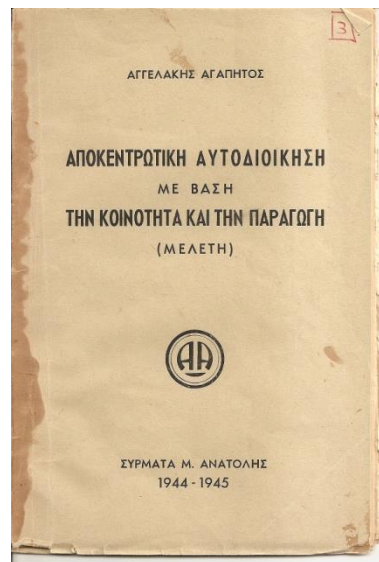 3
ΑΓΓΕΛΑΚΗΣ ΑΓΑΠΗΤΟΣ
ΑΠΟΚΕΝΤΡΩΤΙΚΗ ΑΥΤΟΔΙΟΙΚΗΣΗ
ΜΕ ΒΑΣΗ
ΤΗΝ ΚΟΙΝΟΤΗΤΑ ΚΑΙ ΤΗΝ ΠΑΡΑΓΩΓΗ
(ΜΕΛΕΤΗ)
ΑΑ
ΣΥΡΜΑΤΑ Μ. ΑΝΑΤΟΛΗΣ
1944 - 1945